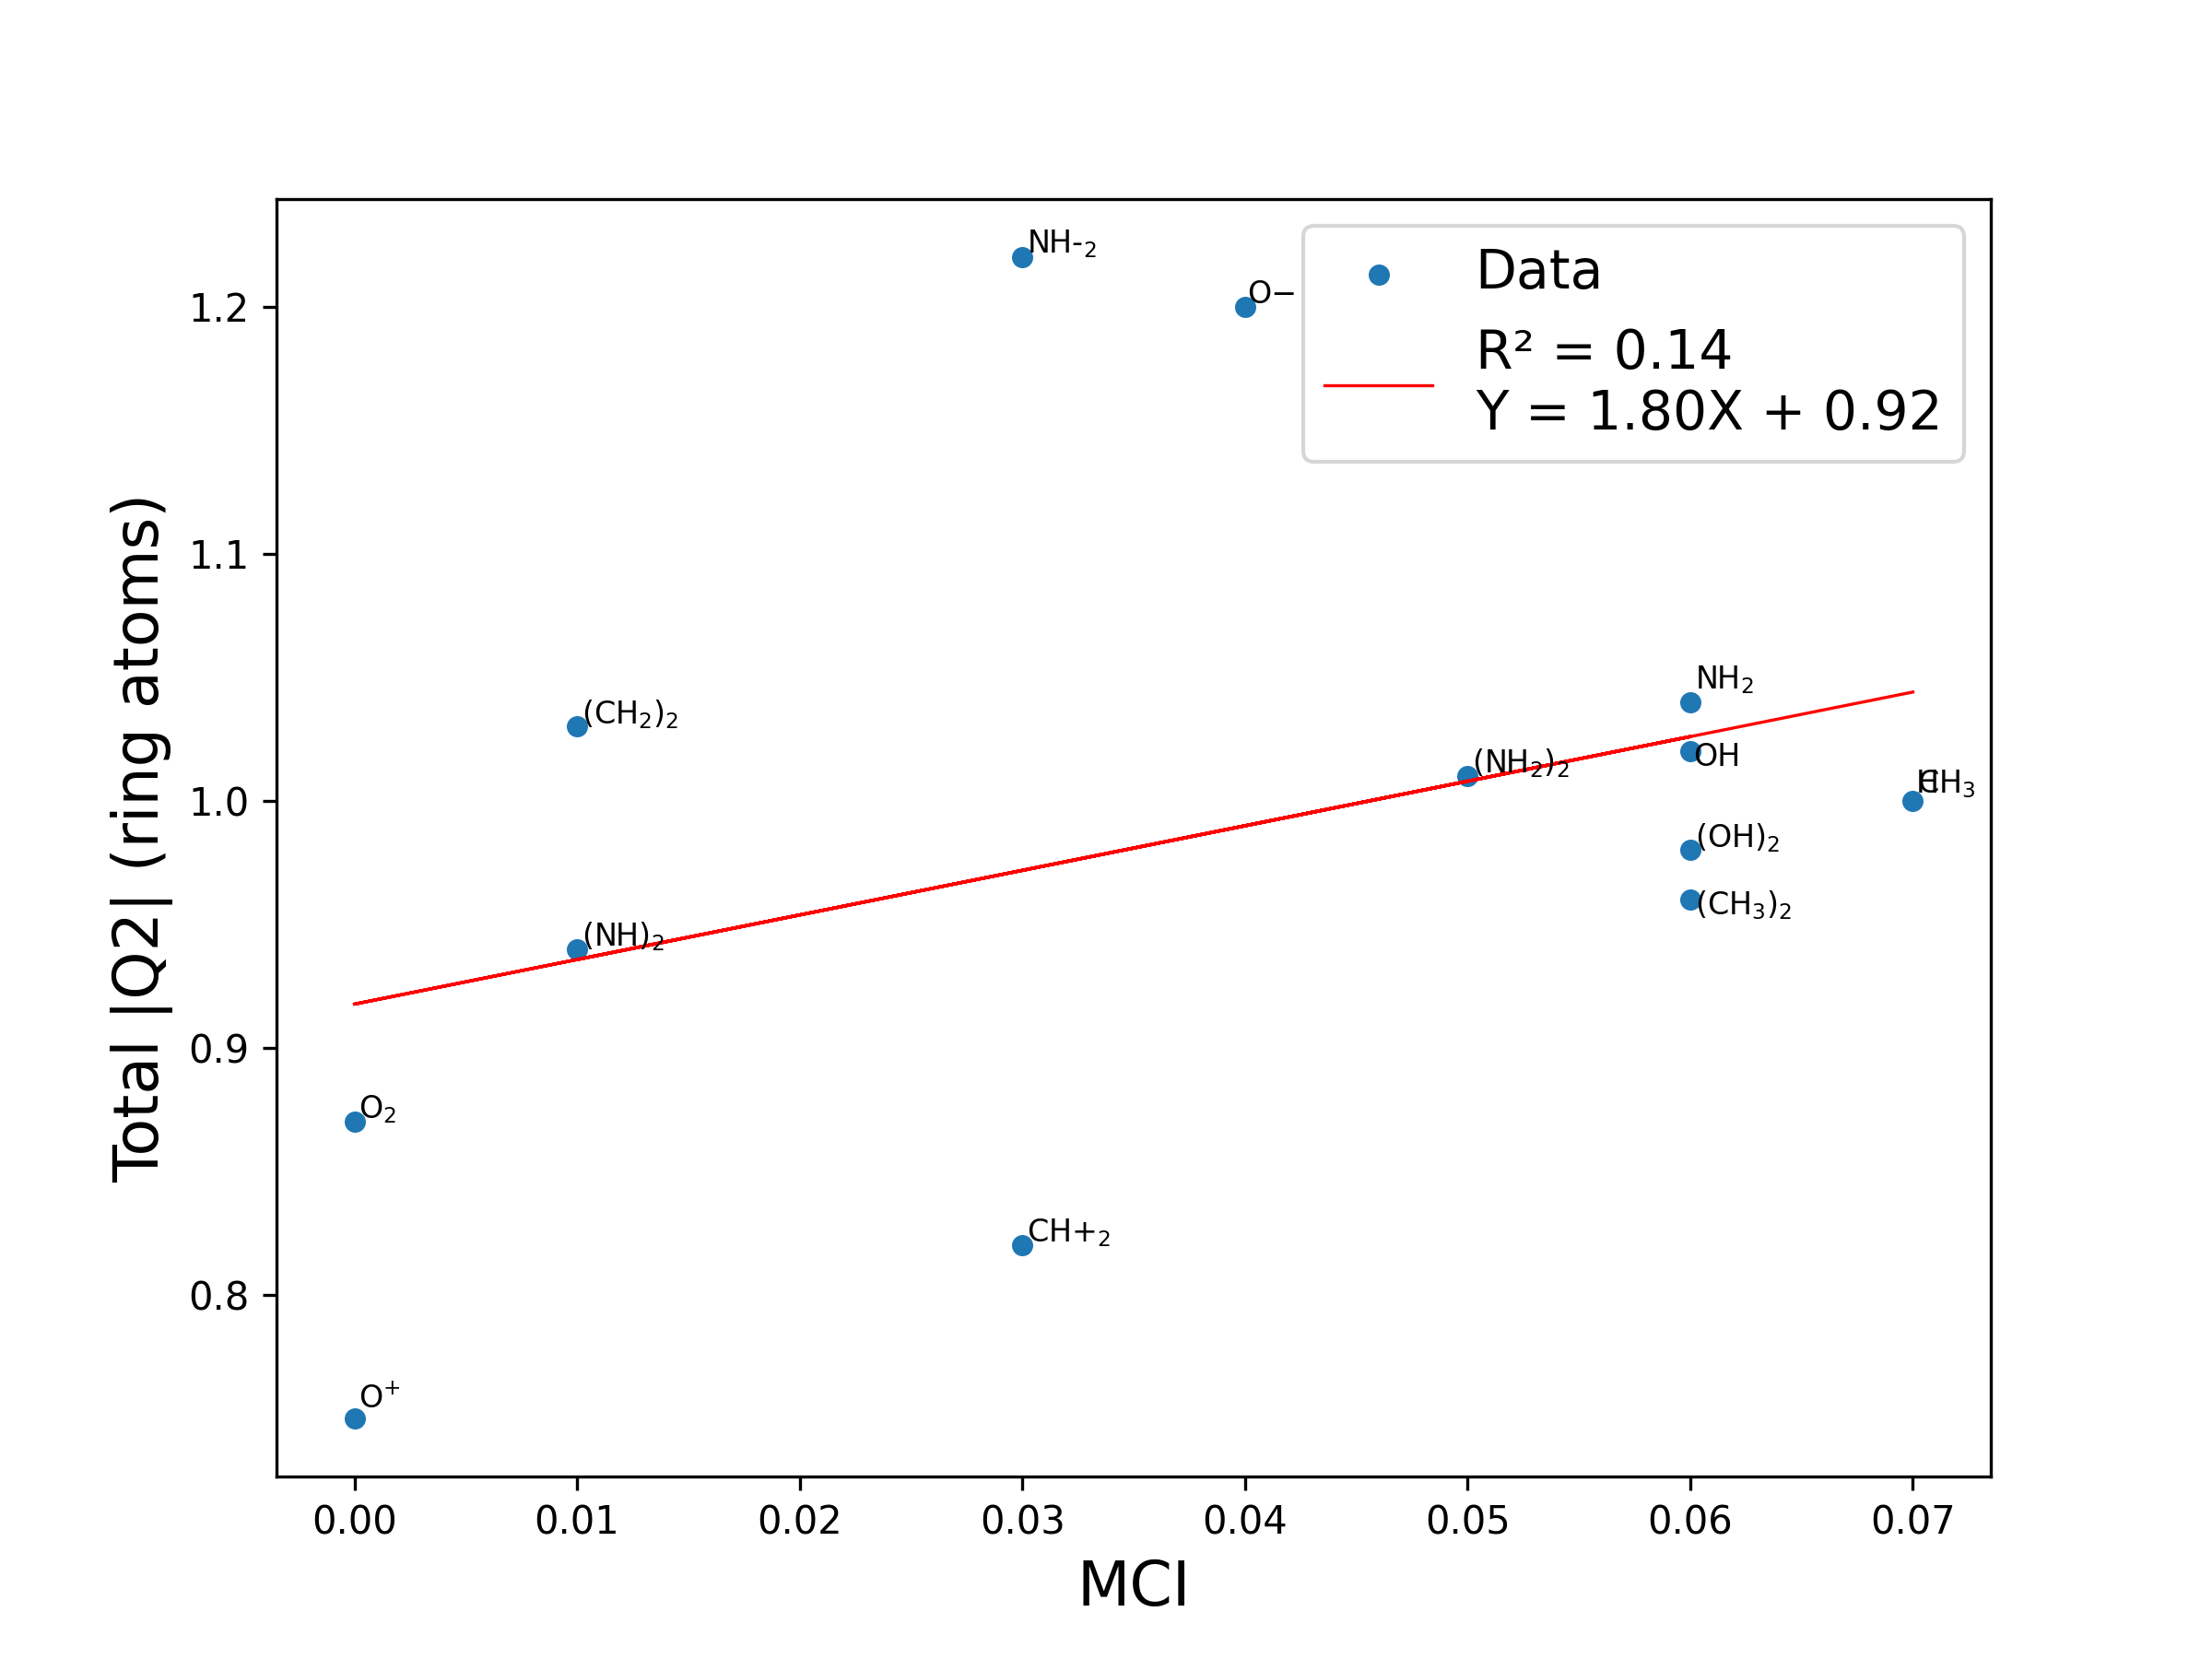 NH-₂
O−
Data
R² = 0.14
Y = 1.80X + 0.92
1.2
1.1
1.0
0.9
0.8
Total |Q2| (ring atoms)
(CH₂)₂
NH₂
(NH₂)₂
OH
H
CH₃
(OH)₂
(CH₃)₂
(NH)₂
O₂
CH+₂
O⁺
0.00 0.01 0.02 0.03 0.04 0.05 0.06 0.07
MCI